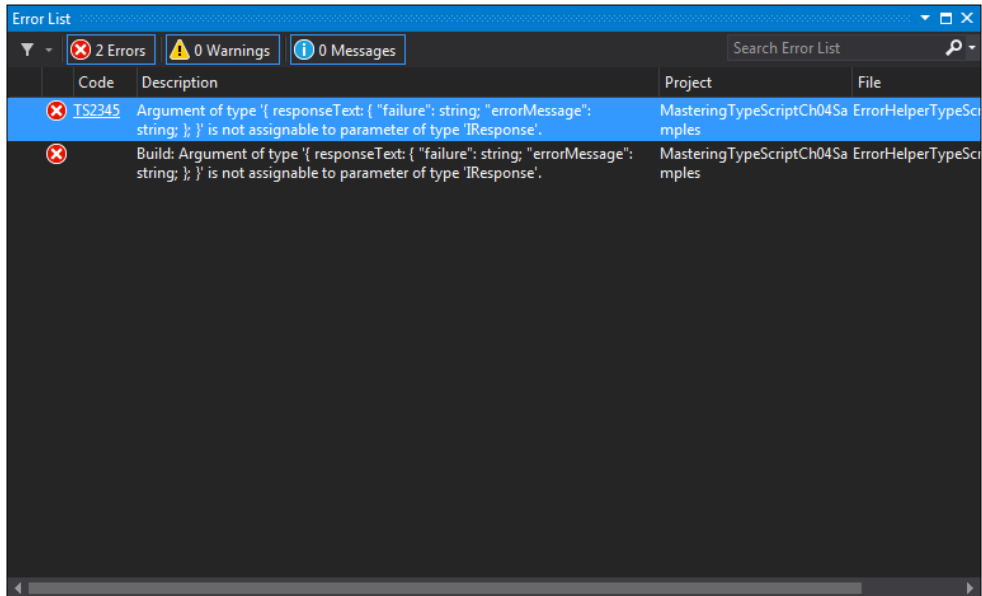 Error List
2 Errors
0 Warnings
0 Messages
Search Error List
Code Description Project File
TS2345 Argument of type '{ responseText: { "failure": string; "errorMessage": MasteringTypeScriptCh04Sa ErrorHelperTypeScr
string; }; }' is not assignable to parameter of type 'IResponse'. mples
Build: Argument of type '{ responseText: { "failure": string; "errorMessage": MasteringTypeScriptCh04Sa ErrorHelperTypeScr
string; }; }' is not assignable to parameter of type 'IResponse'. mples